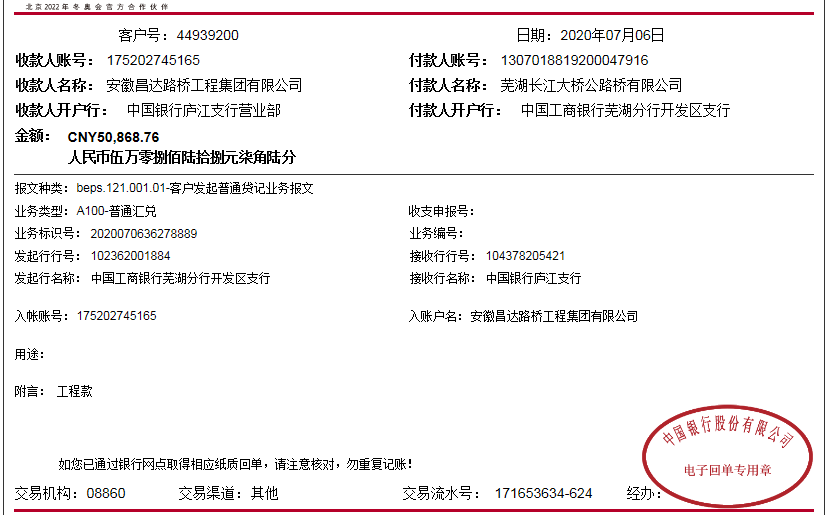 北京2022年冬奥会官方合作伙伴
客户号：44939200 日期：2020年07月06日
收款人账号：175202745165 付款人账号：1307018819200047916
收款人名称：安徽昌达路桥工程集团有限公司 付款人名称：芜湖长江大桥公路桥有限公司
收款人开户行：中国银行庐江支行营业部 付款人开户行：中国工商银行芜湖分行开发区支行
金额：CNY50,868.76
人民币伍万零捌佰陆拾捌元柒角陆分
报文种类：beps.121.001.01-客户发起普通贷记业务报文
业务类型：A100-普通汇兑 收支申报号：
业务标识号：2020070636278889 业务编号：
发起行行号：102362001884 接收行行号：104378205421
发起行名称：中国工商银行芜湖分行开发区支行 接收行名称：中国银行庐江支行
入帐账号：175202745165 入账户名：安徽昌达路桥工程集团有限公司
用途：
附言：工程款
中国银行股份有限公司
电子回单专用章
如您已通过银行网点取得相应纸质回单，请注意核对，勿重复记账！
交易机构：08860 交易渠道：其他 交易流水号：171653634-624 经办：